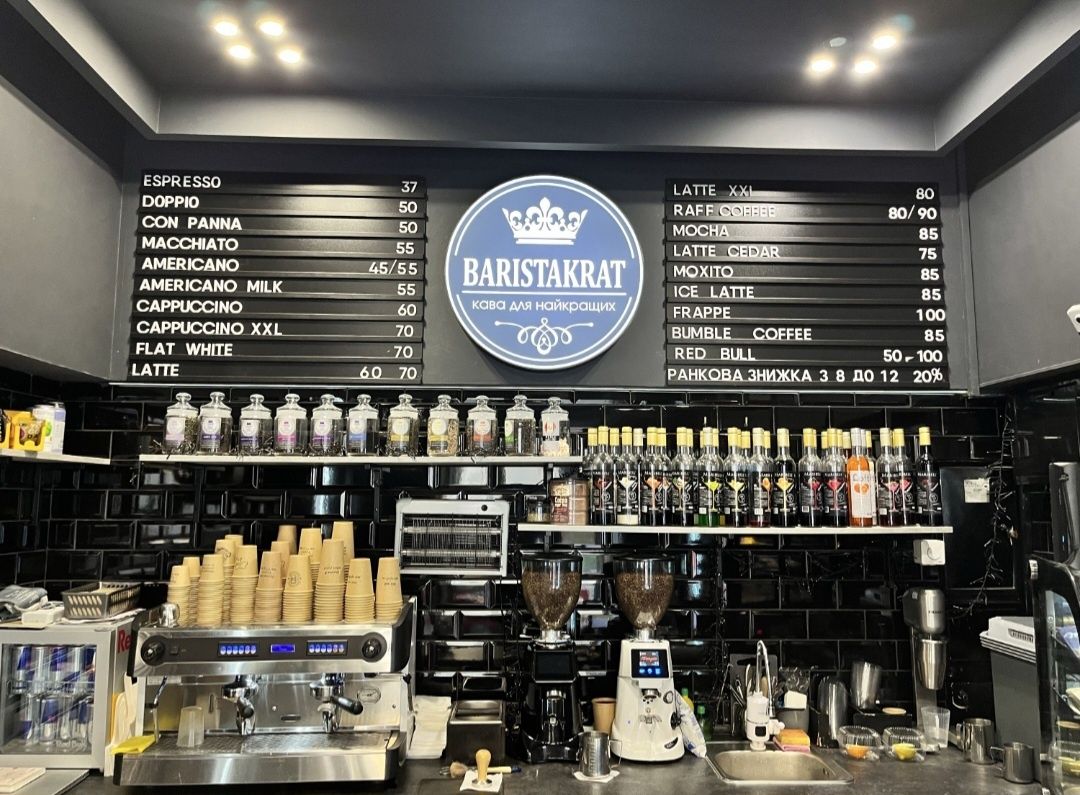 ESPRESSO 37
DOPPIO 50
CON PANNA 50
MACCHIATO 55
AMERICANO 45/55
AMERICANO MILK 55
CAPPUCCINO 60
CAPPUCCINO XXL 70
FLAT WHITE 70
LATTE 60 70
BARISTAKRAT
кава для найкращих
LATTE XXL 80
RAFF COFFEE 80/90
MOCHA 85
LATTE CEDAR 75
MOXITO 85
ICE LATTE 85
FRAPPE 100
BUMBLE COFFEE 85
RED BULL 50-100
РАНКОВА ЗНИЖКА З 8 ДО 12 20%
Re